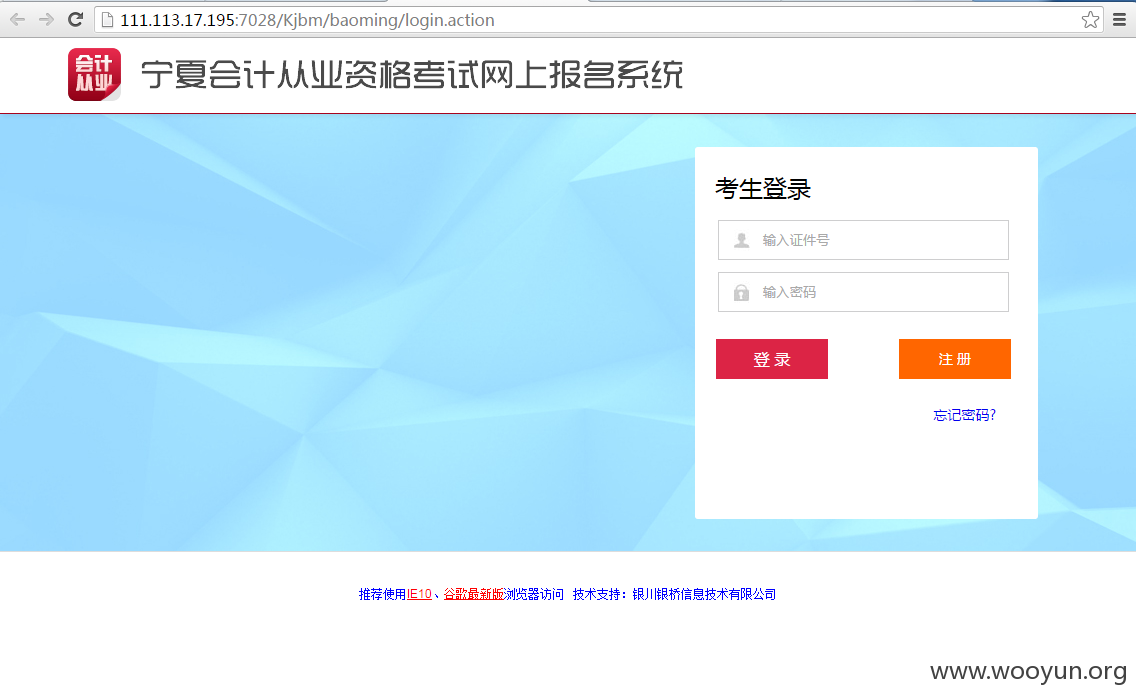 111.113.17.195:7028/Kjbm/baoming/login.action
会计从业
宁夏会计从业资格考试网上报名系统
考生登录
输入证件号
输入密码
登录 注册
忘记密码?
推荐使用IE10、谷歌最新版浏览器访问 技术支持：银川银桥信息技术有限公司
www.wooyun.org